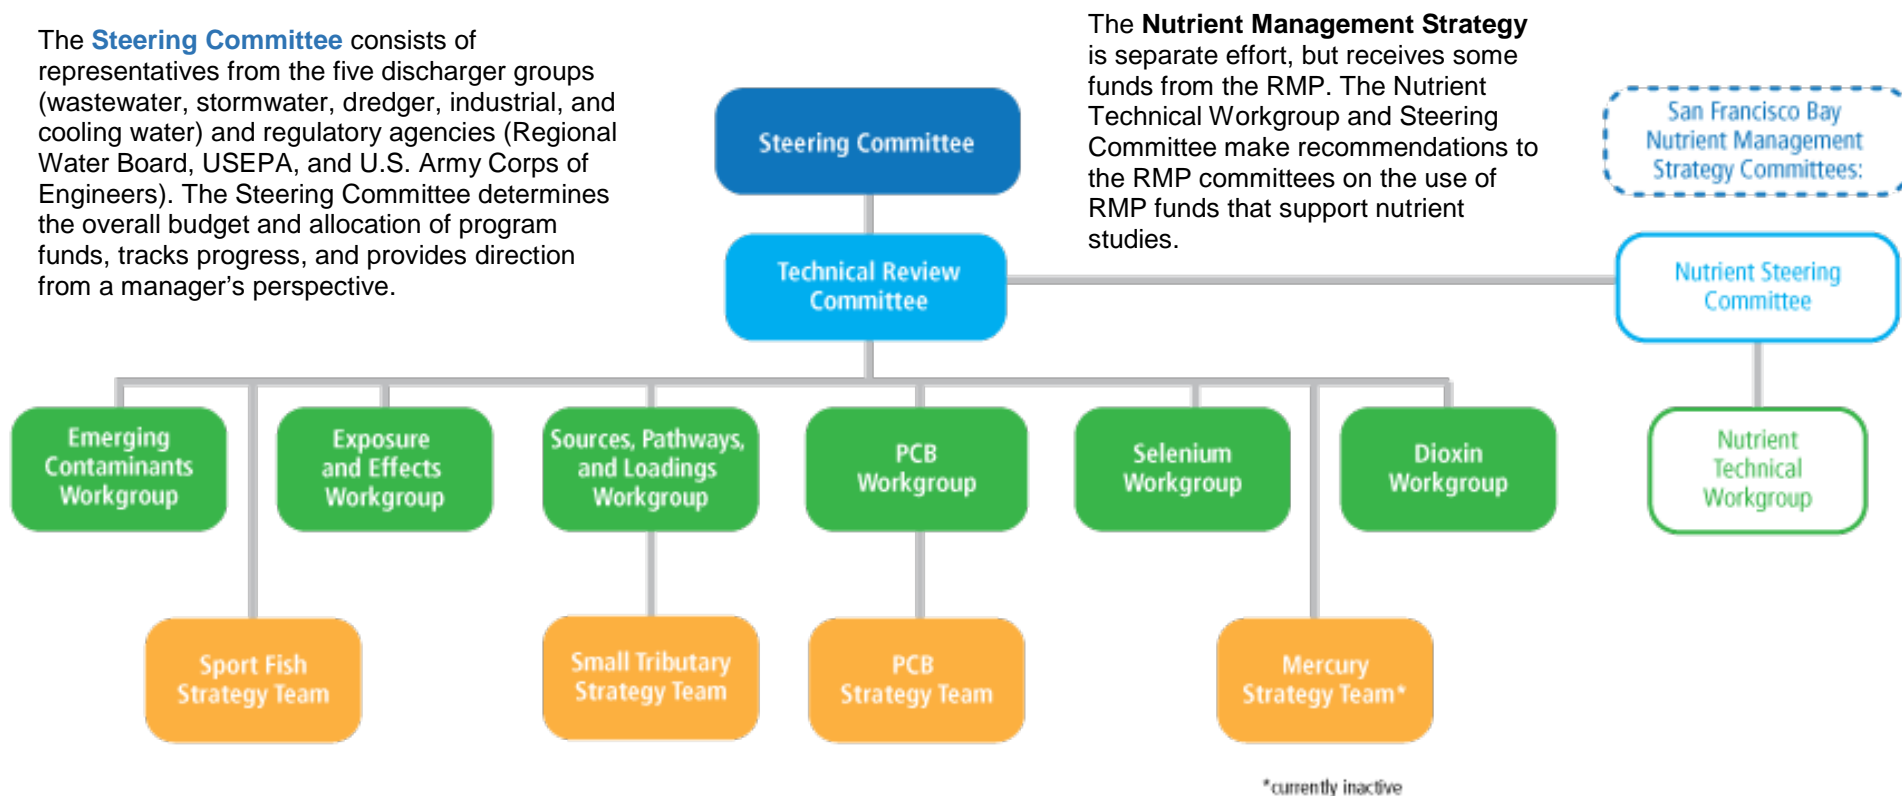 The Steering Committee consists of
representatives from the five discharger groups
(wastewater, stormwater, dredger, industrial, and
cooling water) and regulatory agencies (Regional
Water Board, USEPA, and U.S. Army Corps of
Engineers). The Steering Committee determines
the overall budget and allocation of program
funds, tracks progress, and provides direction
from a manager's perspective.
The Nutrient Management Strategy
is separate effort, but receives some
funds from the RMP. The Nutrient
Technical Workgroup and Steering
Committee make recommendations to
the RMP committees on the use of
RMP funds that support nutrient
studies.
Steering Committee
San Francisco Bay
Nutrient Management
Strategy Committees:
Technical Review
Committee
Nutrient Steering
Committee
Emerging
Contaminants
Workgroup
Exposure
and Effects
Workgroup
Sources, Pathways,
and Loadings
Workgroup
PCB
Workgroup
Selenium
Workgroup
Dioxin
Workgroup
Nutrient
Technical
Workgroup
Sport Fish
Strategy Team
Small Tributary
Strategy Team
PCB
Strategy Team
Mercury
Strategy Team*
*currently inactive